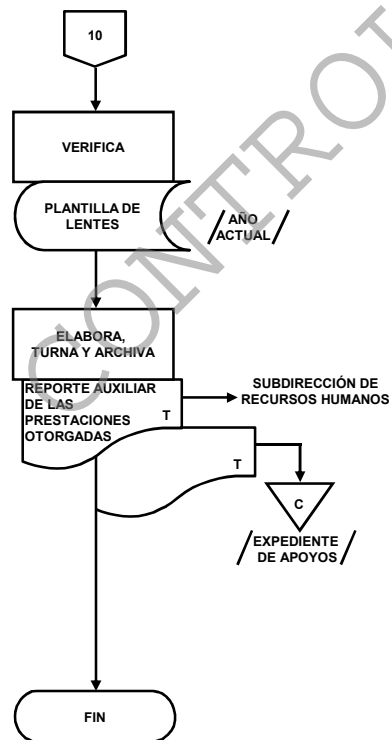 10
VERIFICA
PLANTILLA DE
LENTES
AÑO
ACTUAL
ELABORA,
TURNA Y ARCHIVA
REPORTE AUXILIAR
DE LAS
PRESTACIONES
OTORGADAS
T
SUBDIRECCIÓN DE
RECURSOS HUMANOS
T
C
EXPEDIENTE
DE APOYOS
FIN
CONTROL